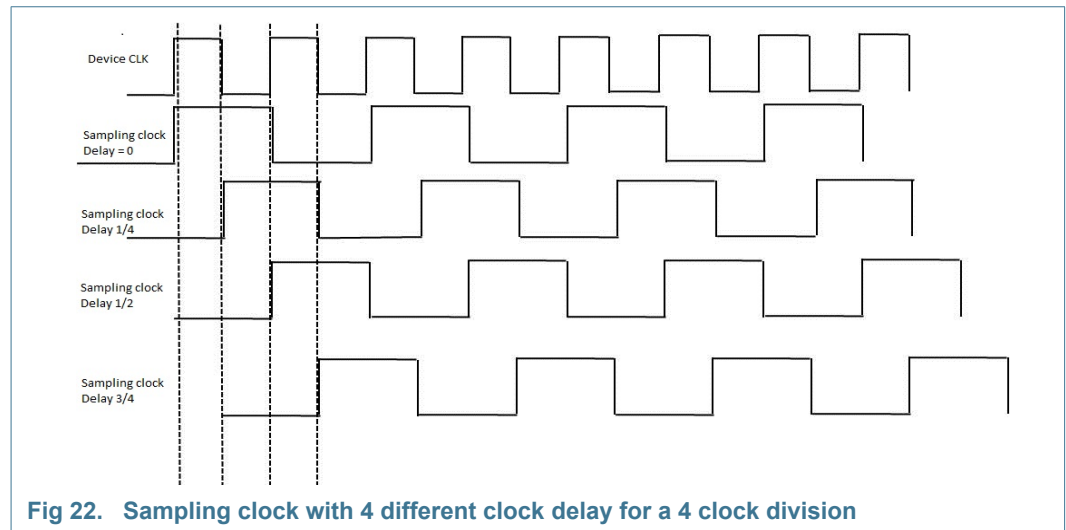 Device CLK
Sampling clock
Delay = 0
Sampling clock
Delay 1/4
Sampling clock
Delay 1/2
Sampling clock
Delay 3/4
Fig 22. Sampling clock with 4 different clock delay for a 4 clock division